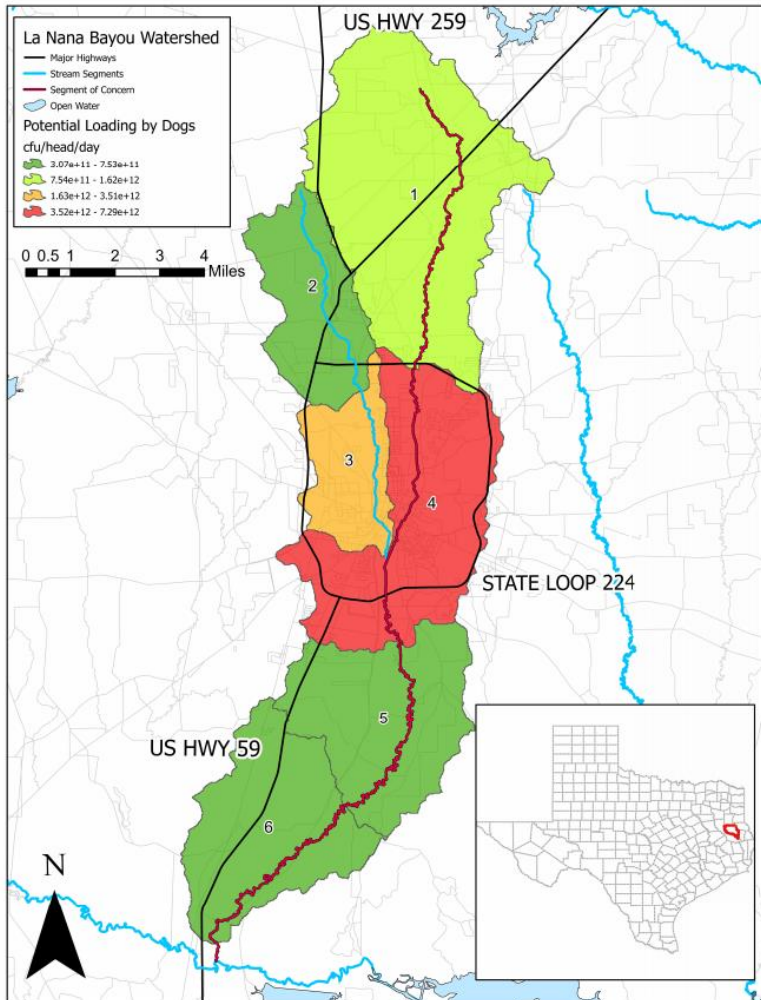 US HWY 259
La Nana Bayou Watershed
Major Highways
Stream Segments
Segment of Concern
Open Water
Potential Loading by Dogs
cfu/head/day
3.07e+11 - 7.53e+11
7.54e+11 - 1.62e+12
1.63e+12 - 3.51e+12
3.52e+12 - 7.29e+12
1
0 0.5 1 2 3 4
Miles
2
3
4
STATE LOOP 224
5
US HWY 59
6
N